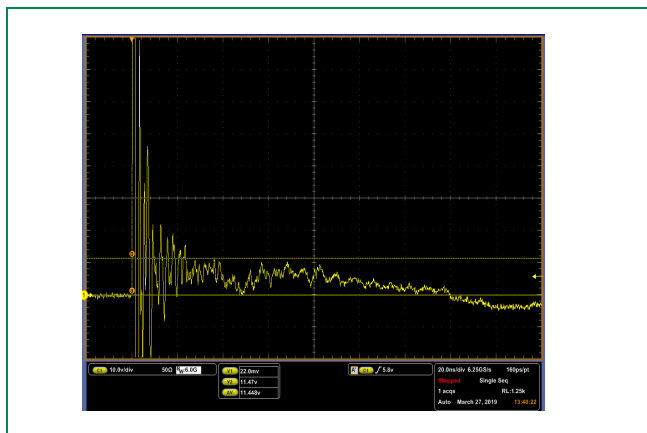 C1 10.0v/div 50Ω BW:6.0G
V1 22.0mv
V2 11.47v
ΔV 11.448v
A' C1 / 5.8v
20.0ns/div 6.25GS/s 160ps/pt
Stopped Single Seq
1 acqs RL:1.25k
Auto March 27, 2019 13:40:22